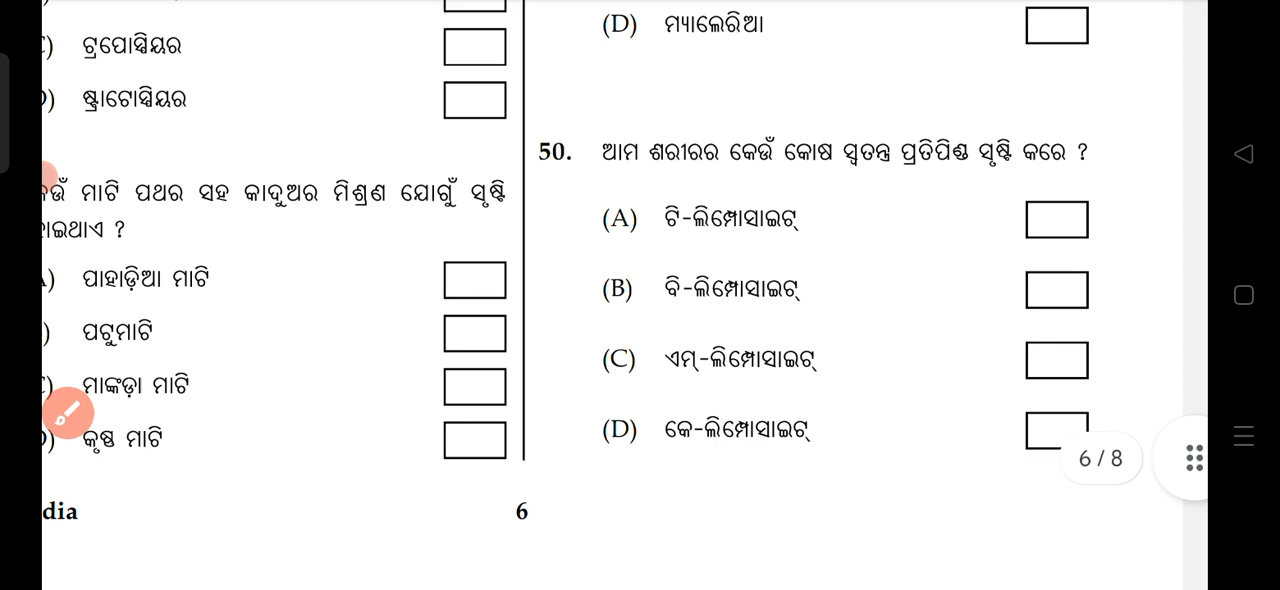 ଟ୍ରପୋସ୍ପିୟର
ଷ୍ଟ୍ରାଟୋସ୍ପିୟର
ମାଟି ପଥର ସହ କାଦୁଅର ମିଶ୍ରଣ ଯୋଗୁଁ ସୃଷ୍ଟି
?
ପାହାଡ଼ିଆ ମାଟି
ପଟୁମାଟି
ମାଙ୍କଡ଼ା ମାଟି
କୃଷ୍ଣ ମାଟି
(D) ମ୍ୟାଲେରିଆ
50. ଆମ ଶରୀରର କେଉଁ କୋଷ ସ୍ୱତନ୍ତ୍ର ପ୍ରତିପିଣ୍ଡ ସୃଷ୍ଟି କରେ ?
(A) ଟି-ଲିମ୍ଫୋସାଇଟ୍
(B) ବି-ଲିମ୍ଫୋସାଇଟ୍
(C) ଏମ୍-ଲିମ୍ଫୋସାଇଟ୍
(D) କେ-ଲିମ୍ଫୋସାଇଟ୍
6 / 8
dia 6